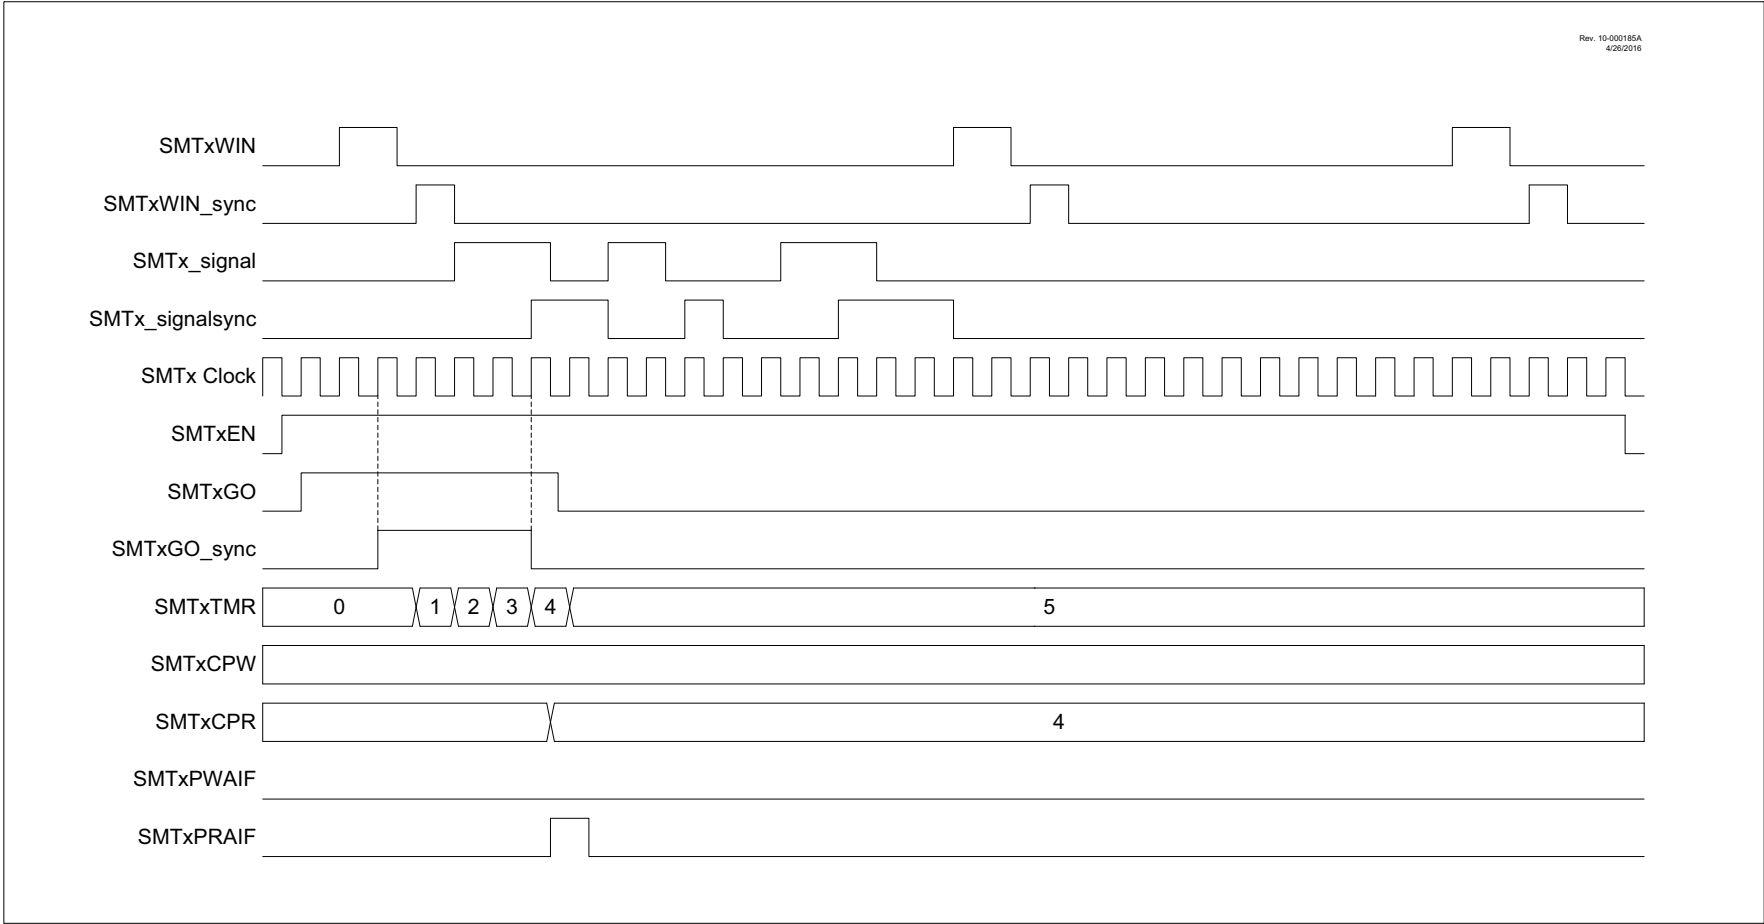 Rev. 10-000185A
4/26/2016
SMTxWIN
SMTxWIN_sync
SMTx_signal
SMTx_signalsync
SMTx Clock
SMTxEN
SMTxGO
SMTxGO_sync
SMTxTMR 0 1 2 3 4 5
SMTxCPW
SMTxCPR 4
SMTxPWAIF
SMTxPRAIF